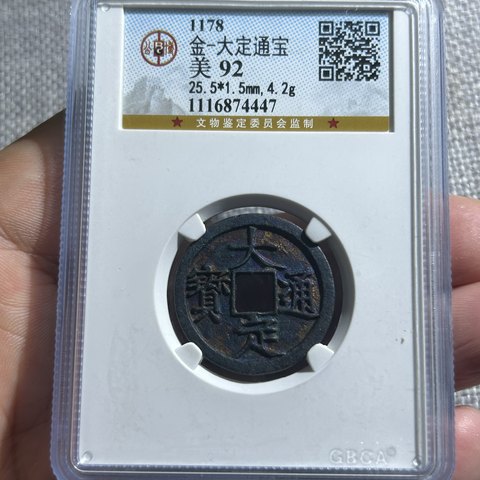 1178
金-大定通宝
美 92
25.5*1.5mm,4.2g
1116874447
★ 文物鉴定委员会监制 ★
大定通寶
GBCA